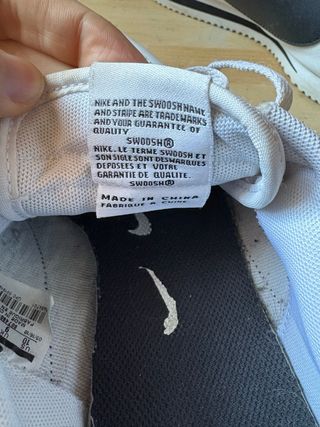 NIKE AND THE SWOOSH NAME
AND STRIPE ARE TRADEMARKS
AND YOUR GUARANTEE OF
QUALITY
SWOOSH®
NIKE. LE TERME SWOOSH ET
SON SIGLE SONT DES MARQUES
DEPOSEES ET VOTRE
GARANTIE DE QUALITE.
SWOOSH®
MADE IN CHINA
FABRIQUE A CHINE